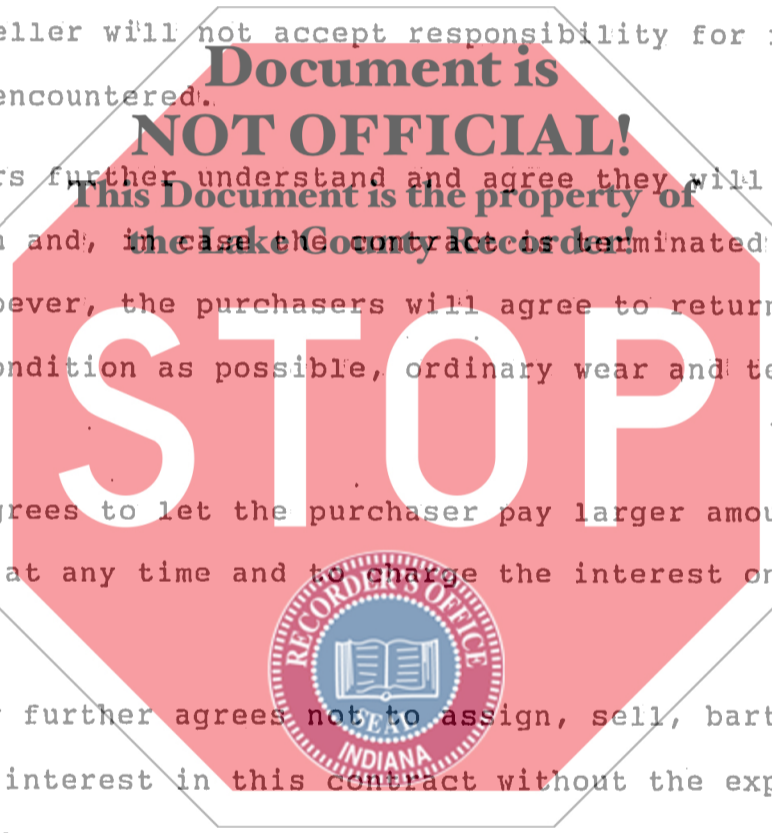 eller will not accept responsibility for
Document is
encountered.
NOT OFFICIAL!
rs further understand and agree they will
This Document is the property of
and, in case the contract is terminated
the Lake County Recorder!
oever, the purchasers will agree to return
ondition as possible, ordinary wear and te
STOP
grees to let the purchaser pay larger amou
at any time and to charge the interest on
RECORDER'S OFFICE
SEAL
INDIANA
further agrees not to assign, sell, bart
interest in this contract without the exp